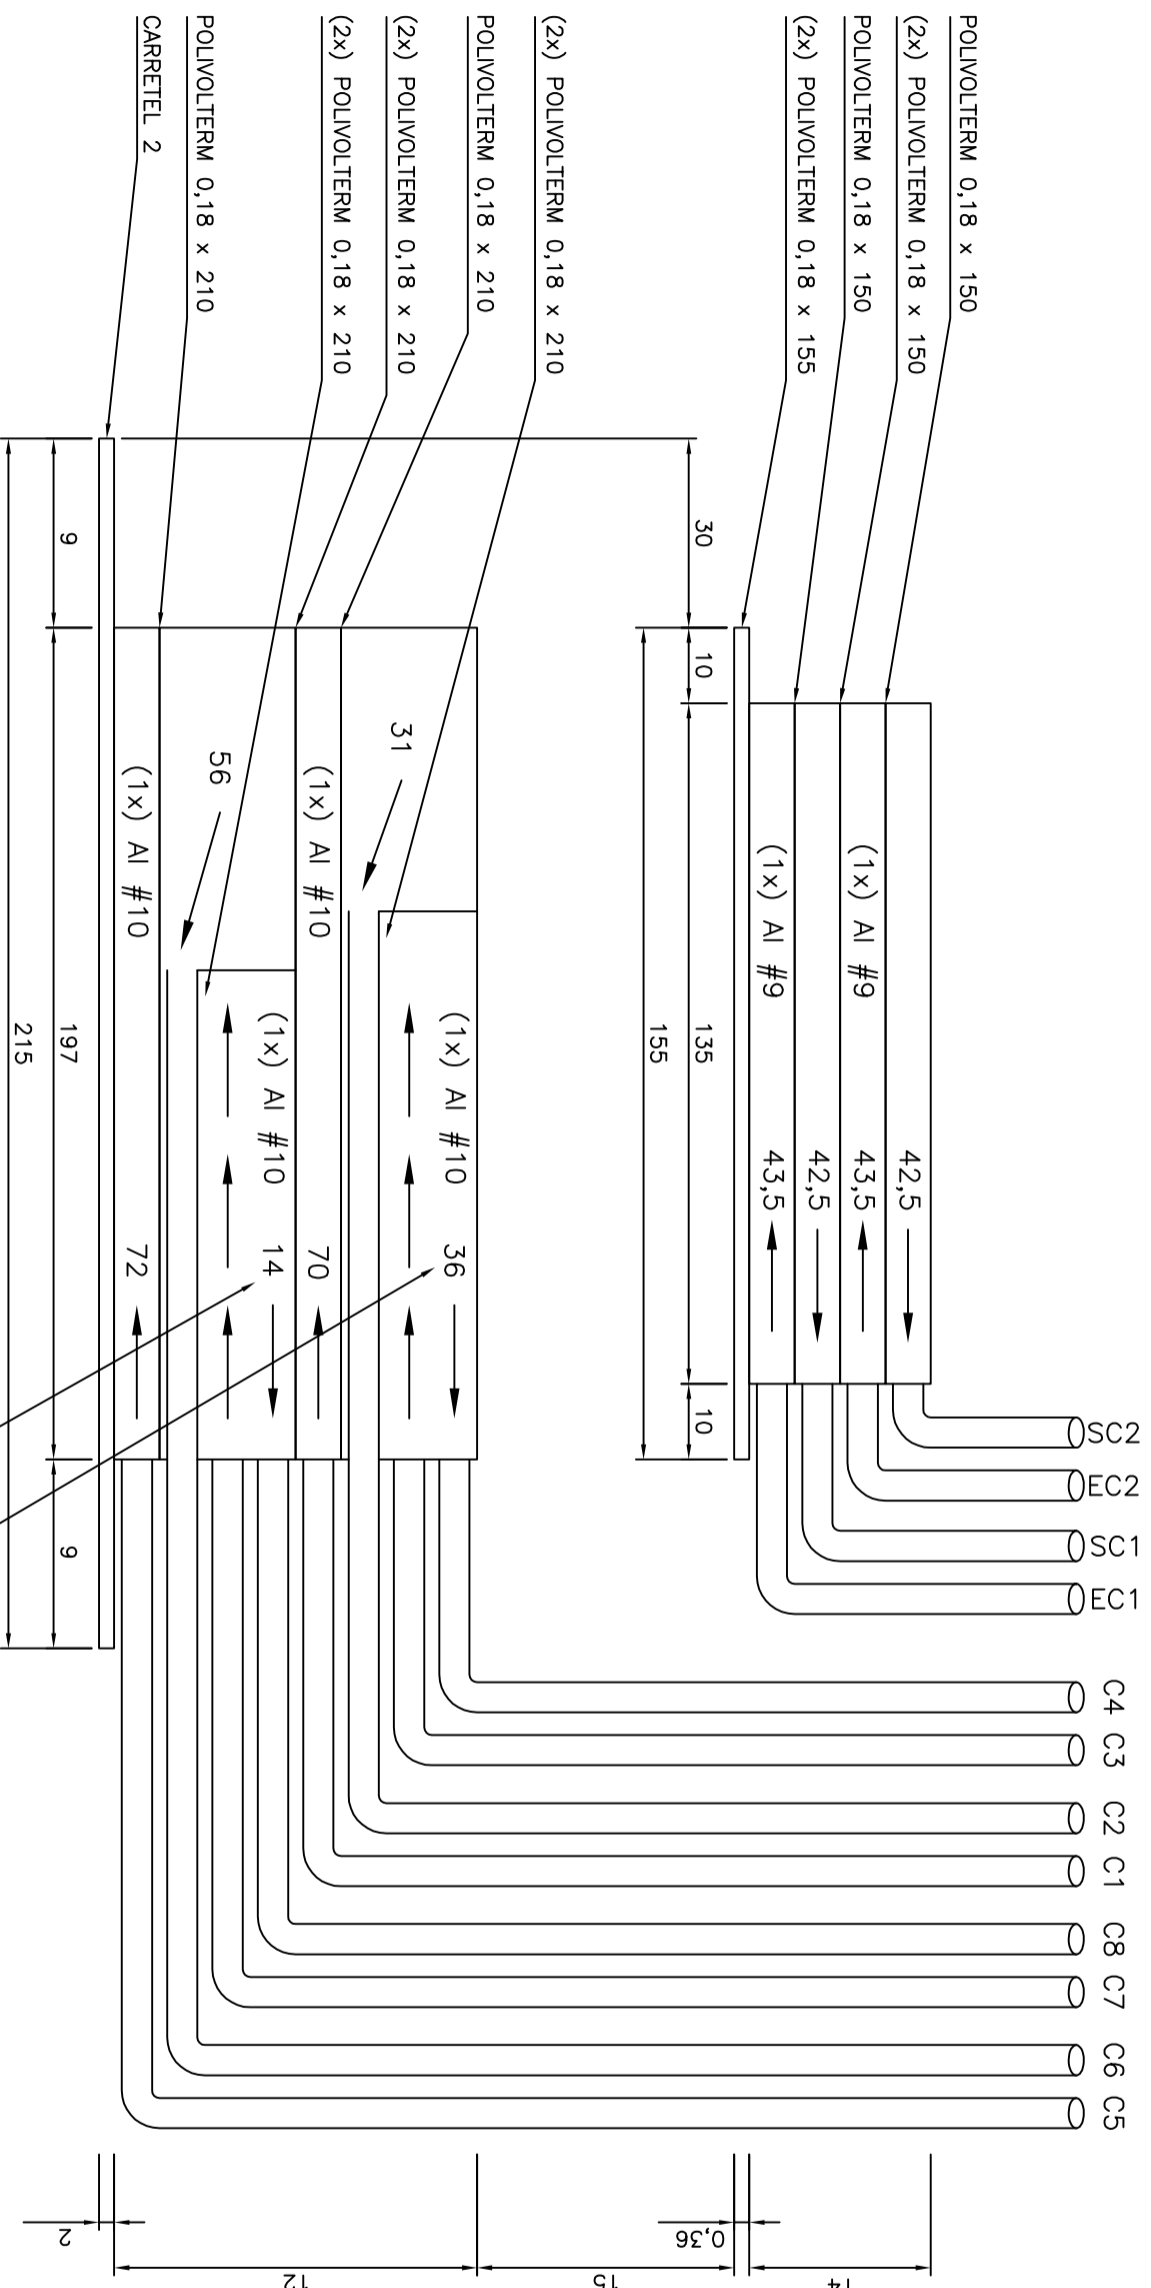 POLIVOLTERM 0,18 x 150
(2x) POLIVOLTERM 0,18 x 150
POLIVOLTERM 0,18 x 150
(2x) POLIVOLTERM 0,18 x 155
(2x) POLIVOLTERM 0,18 x 210
POLIVOLTERM 0,18 x 210
(2x) POLIVOLTERM 0,18 x 210
(2x) POLIVOLTERM 0,18 x 210
POLIVOLTERM 0,18 x 210
CARRETEL 2
30
10
135
10
155
9
197
9
215
42,5
(1x) Al #9
43,5
42,5
(1x) Al #9
43,5
(1x) Al #10
36
31
(1x) Al #10
70
(1x) Al #10
14
56
(1x) Al #10
72
SC2
EC2
SC1
EC1
C4
C3
C2
C1
C8
C7
C6
C5
14
0,36
15
12
2